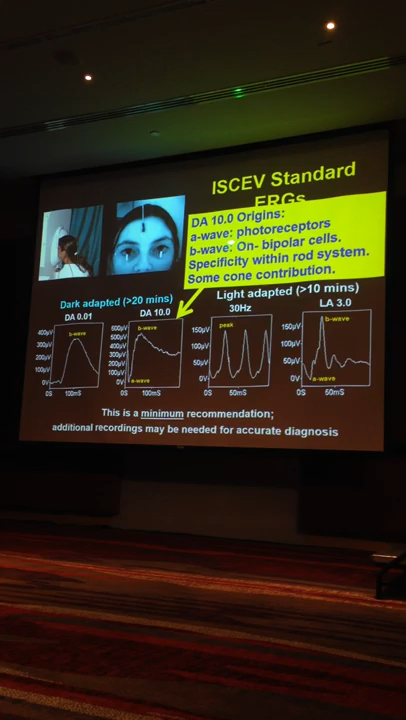 ISCEV Standard
ERGs
DA 10.0 Origins:
a-wave: photoreceptors
b-wave: On- bipolar cells.
Specificity within rod system.
Some cone contribution.
Dark adapted (>20 mins)
Light adapted (>10 mins)
DA 0.01
DA 10.0
30Hz
LA 3.0
400µV
300µV
200µV
100µV
0V
b-wave
0S 100mS
600µV
500µV
400µV
300µV
200µV
100µV
0V
b-wave
a-wave
0S 100mS
150µV
100µV
50µV
0V
peak
0S 50mS
150µV
100µV
50µV
0V
b-wave
a-wave
0S 50mS
This is a minimum recommendation;
additional recordings may be needed for accurate diagnosis